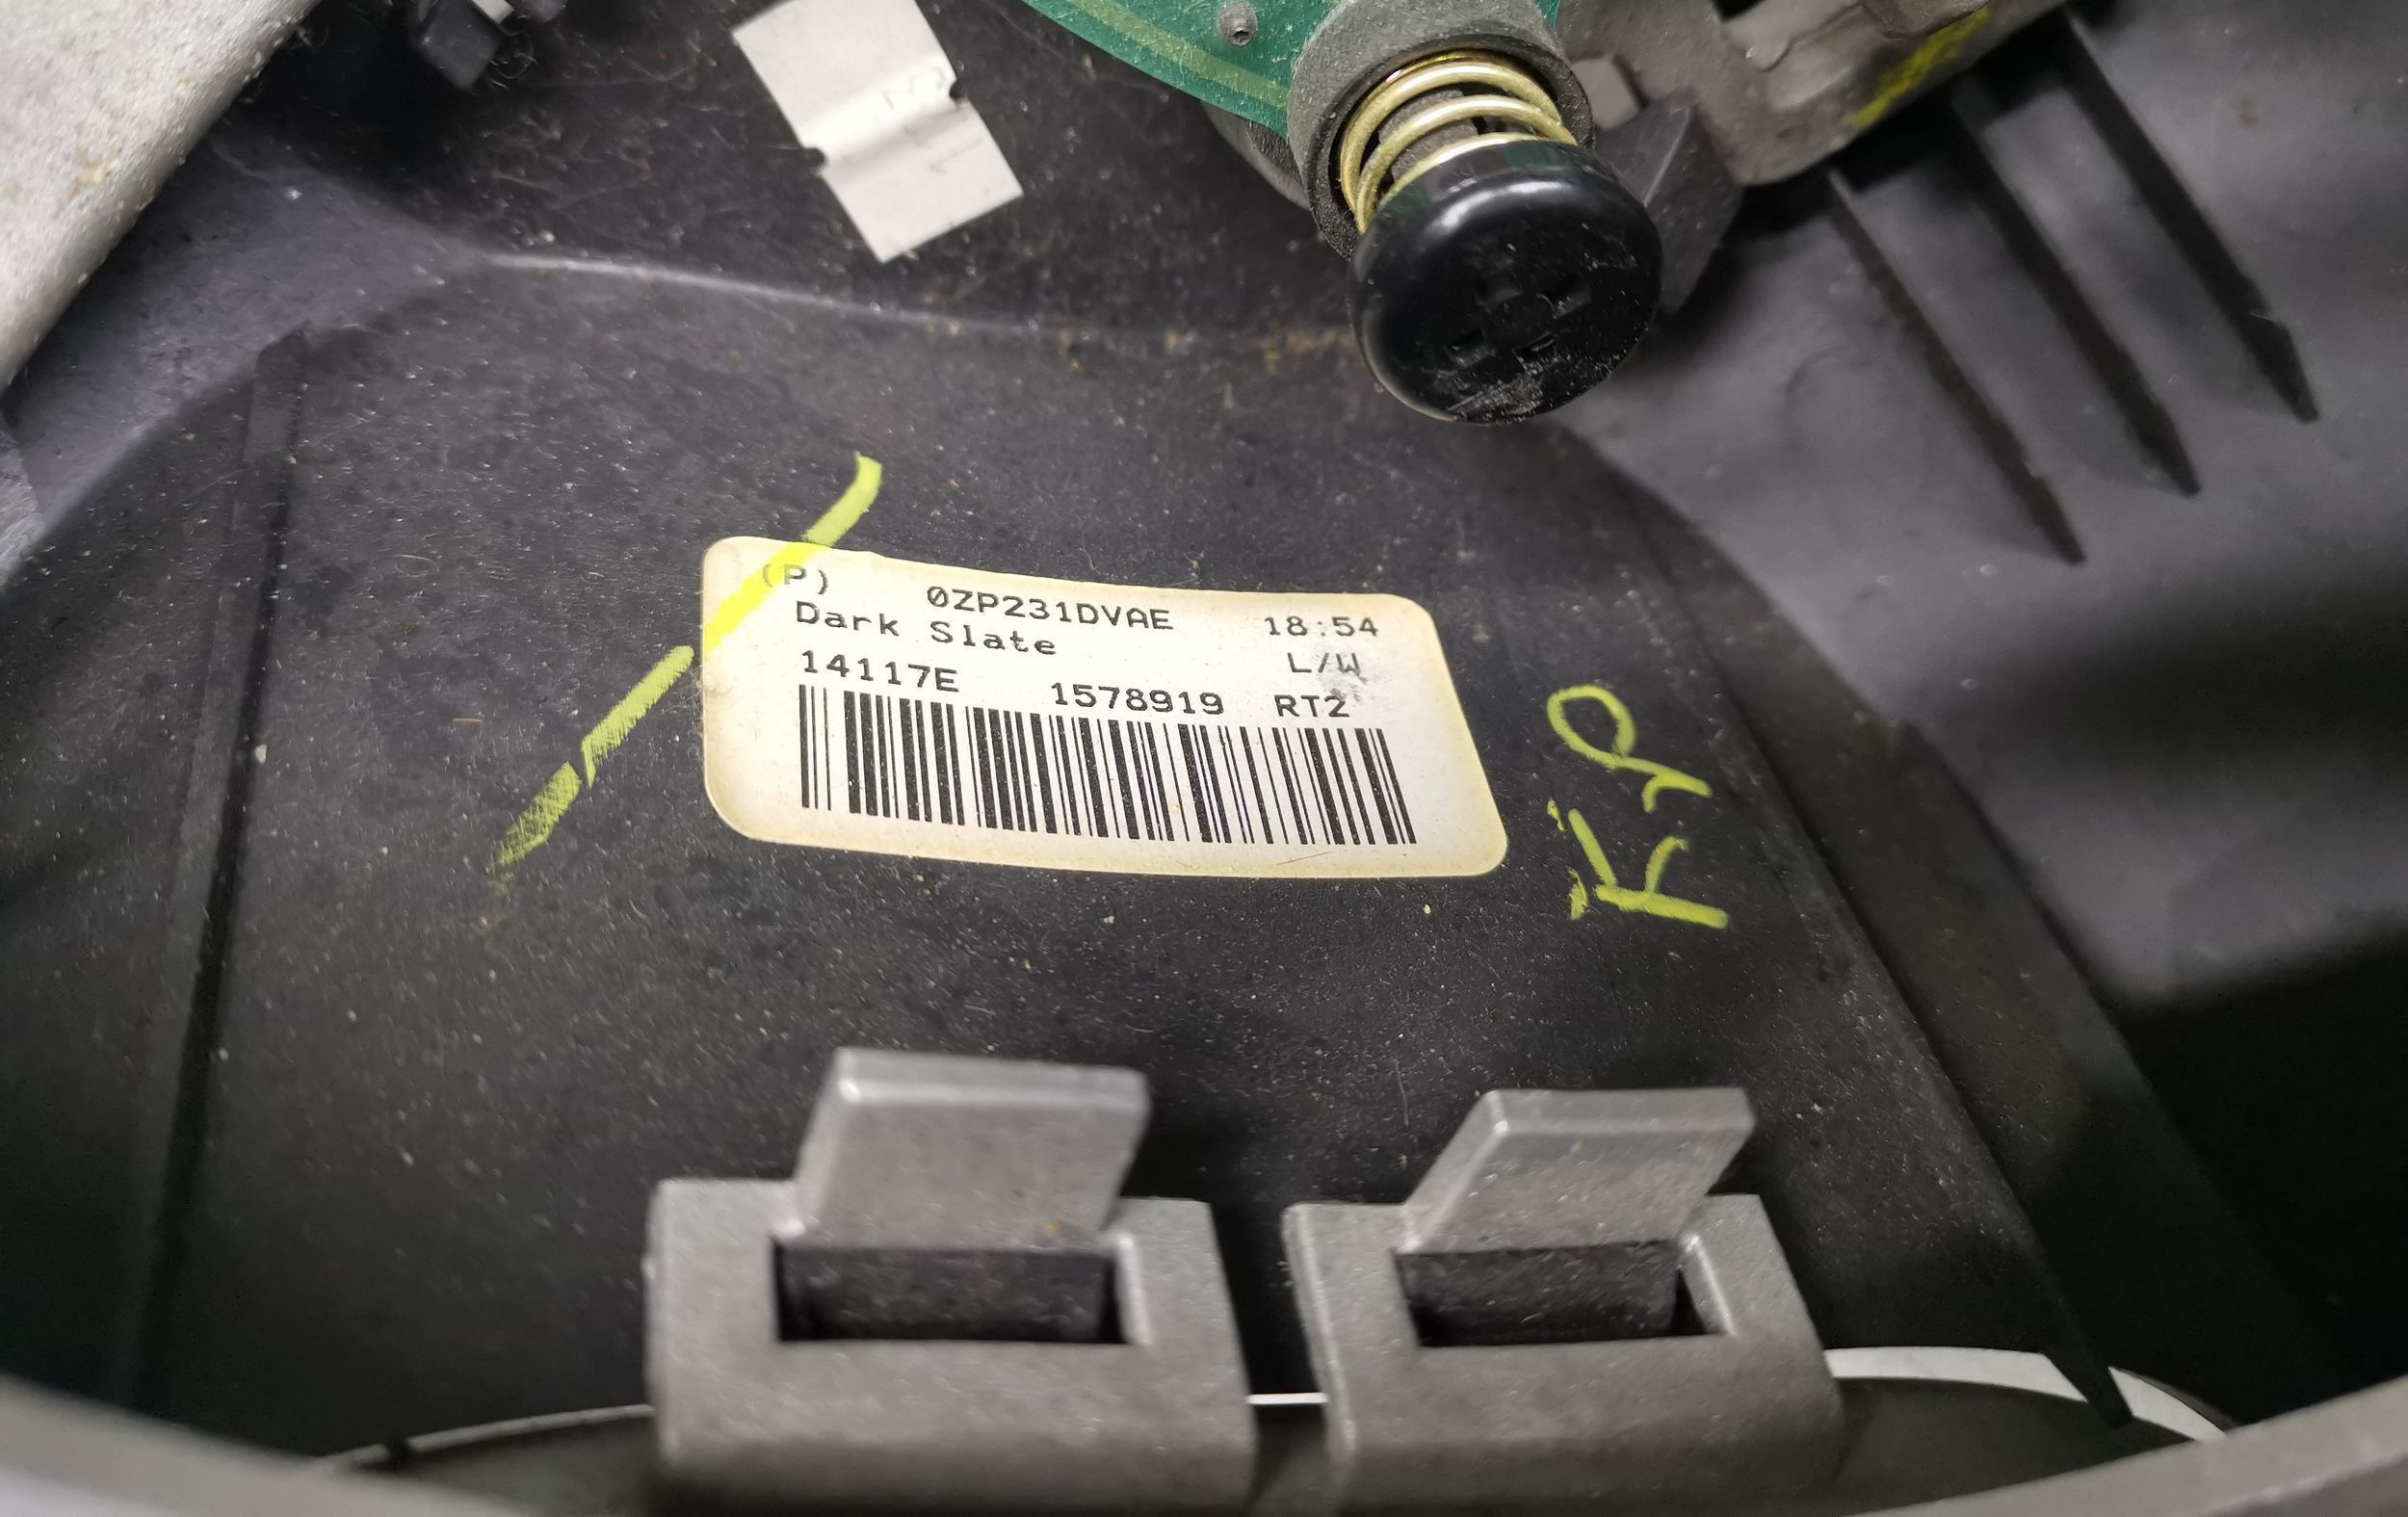 (P) 0ZP231DVAE 18:54
Dark Slate L/W
14117E 1578919 RT2